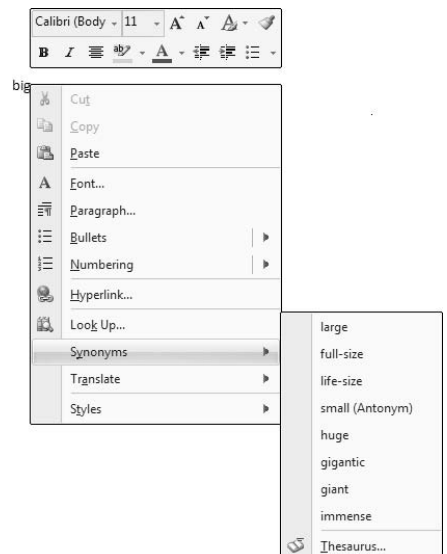 Calibri (Body 11 A A A
B I ab A
big
Cut
Copy
Paste
A Font...
Paragraph...
Bullets
Numbering
Hyperlink...
Look Up...
Synonyms
Translate
Styles
large
full-size
life-size
small (Antonym)
huge
gigantic
giant
immense
Thesaurus...